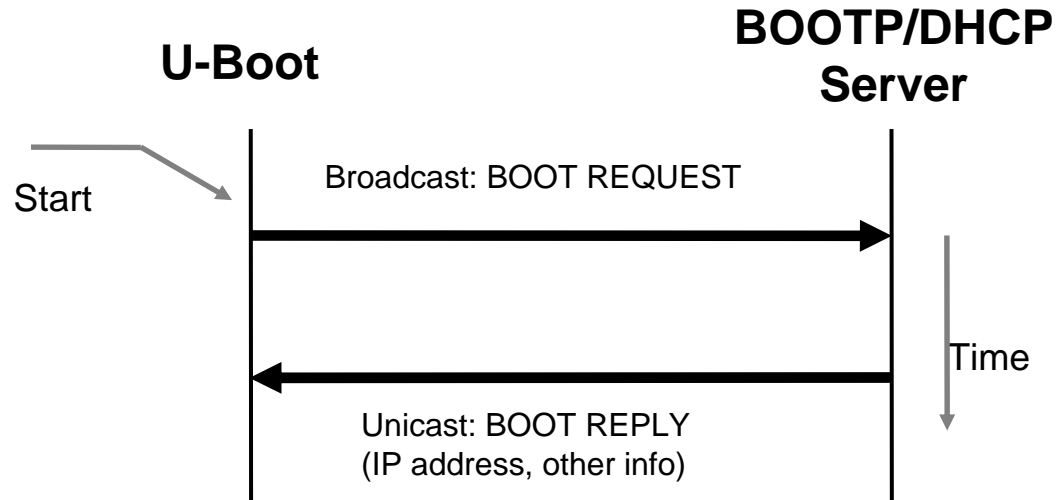 U-Boot
BOOTP/DHCP
Server
Start
Broadcast: BOOT REQUEST
Time
Unicast: BOOT REPLY
(IP address, other info)